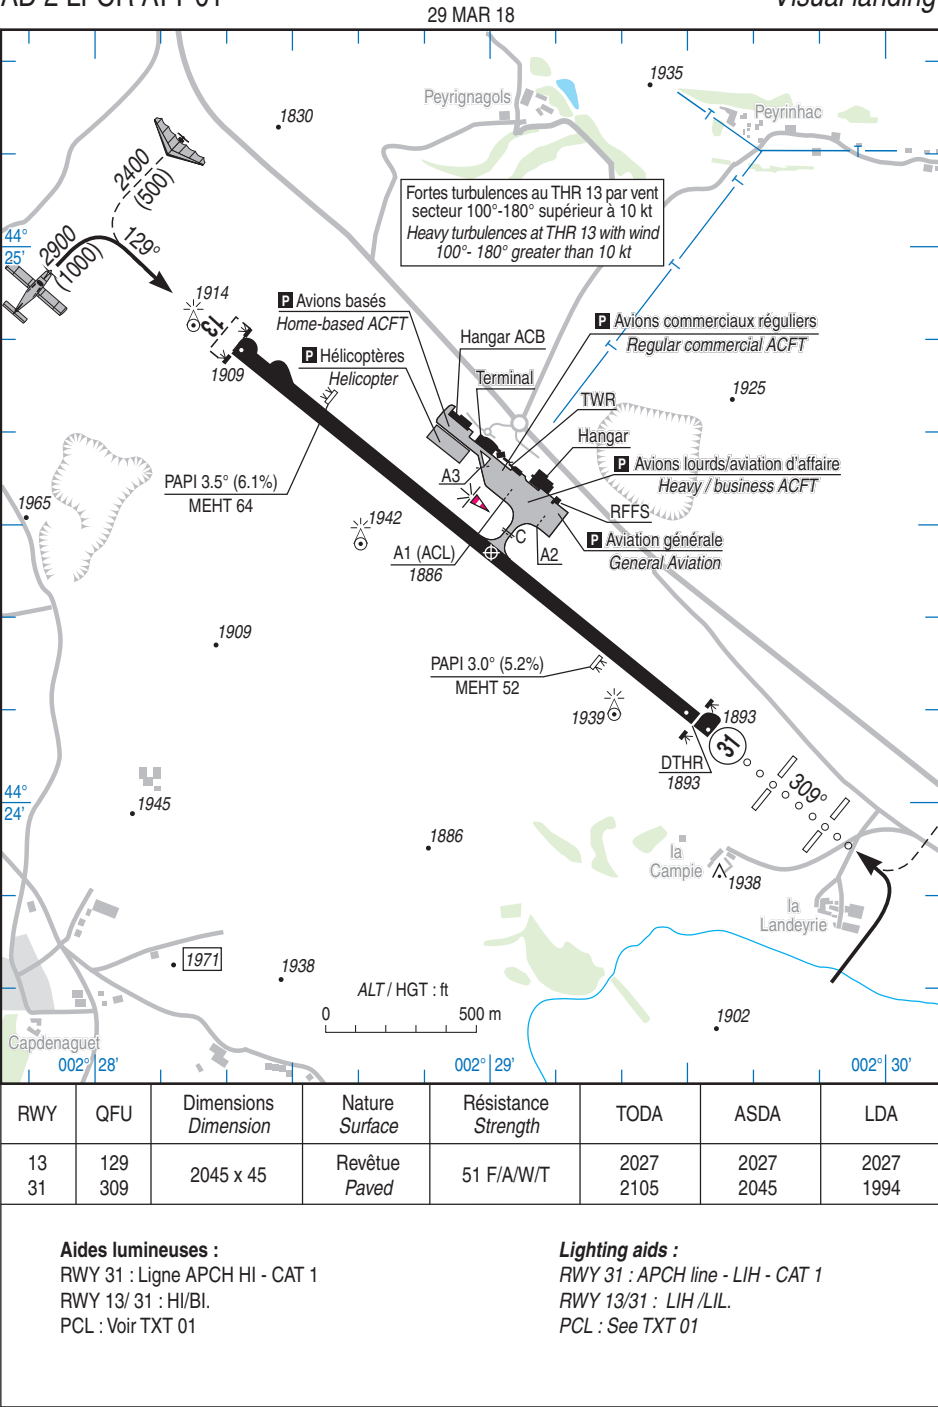 29 MAR 18
1935
Peyrignagols
Peyrinhac
1830
2400
(500)
Fortes turbulences au THR 13 par vent
secteur 100°-180° supérieur à 10 kt
Heavy turbulences at THR 13 with wind
100°- 180° greater than 10 kt
44°
25'
2900
(1000)
129°
1914
13
1909
P Avions basés
Home-based ACFT
P Hélicoptères
Helicopter
Hangar ACB
Terminal
P Avions commerciaux réguliers
Regular commercial ACFT
TWR
1925
Hangar
P Avions lourds/aviation d'affaire
Heavy / business ACFT
A3
PAPI 3.5° (6.1%)
MEHT 64
1965
1942
RFFS
C
A2
P Aviation générale
General Aviation
A1 (ACL)
1886
1909
PAPI 3.0° (5.2%)
MEHT 52
1939
1893
31
DTHR
1893
309°
44°
24'
1945
1886
la
Campie
1938
la
Landeyrie
1971
1938
ALT / HGT : ft
0
500 m
1902
Capdenaguet
002° 28'
002° 29'
002° 30'
RWY QFU Dimensions Nature Résistance TODA ASDA LDA
Dimension Surface Strength
13 129 2045 x 45 Revêtue 51 F/A/W/T 2027 2027 2027
31 309 Paved 2105 2045 1994
Aides lumineuses :
RWY 31 : Ligne APCH HI - CAT 1
RWY 13/ 31 : HI/BI.
PCL : Voir TXT 01
Lighting aids :
RWY 31 : APCH line - LIH - CAT 1
RWY 13/31 : LIH /LIL.
PCL : See TXT 01